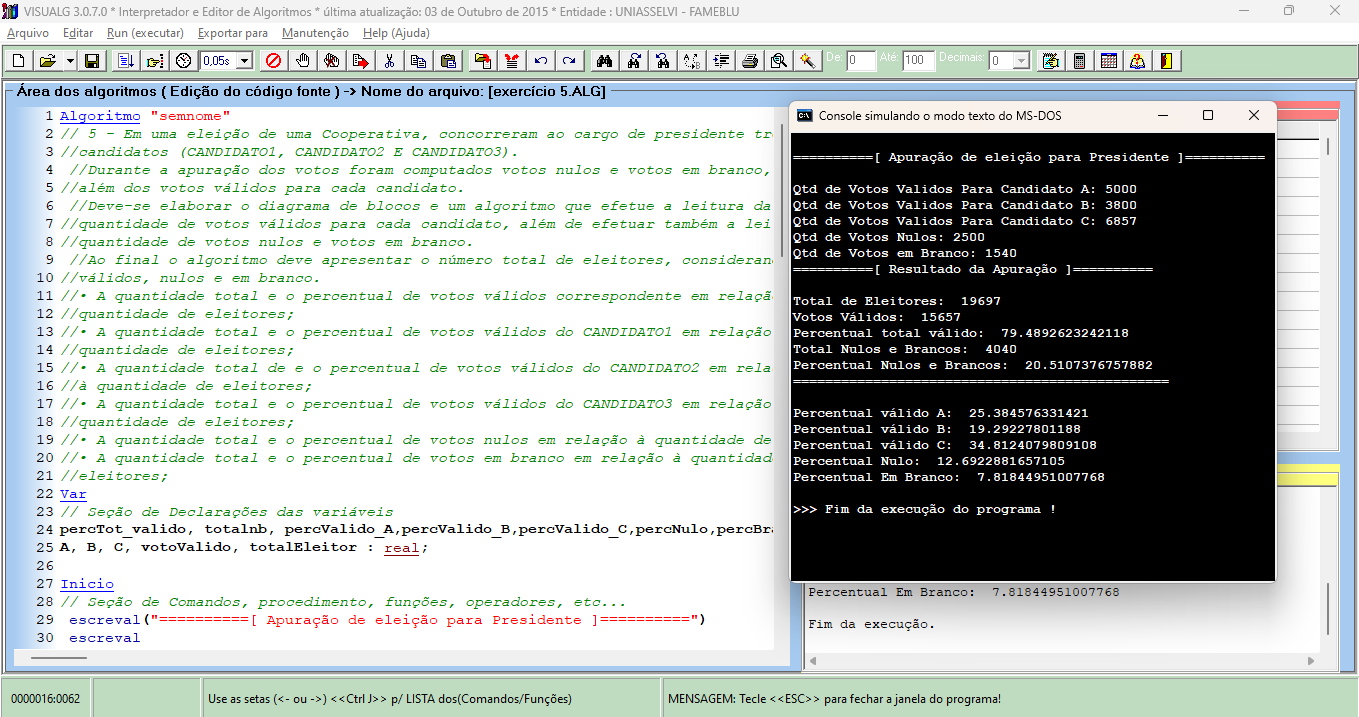 VISUALG 3.0.7.0 * Interpretador e Editor de Algoritmos * última atualização: 03 de Outubro de 2015 * Entidade : UNIASSELVI - FAMEBLU
Arquivo Editar Run (executar) Exportar para Manutenção Help (Ajuda)
0,05s De: 0 Até: 100 Decimais: 0
Área dos algoritmos ( Edição do código fonte ) -> Nome do arquivo: [exercício 5.ALG]
1 Algoritmo "semnome"
2 // 5 - Em uma eleição de uma Cooperativa, concorreram ao cargo de presidente tr
3 //candidatos (CANDIDATO1, CANDIDATO2 E CANDIDATO3).
4 //Durante a apuração dos votos foram computados votos nulos e votos em branco,
5 //além dos votos válidos para cada candidato.
6 //Deve-se elaborar o diagrama de blocos e um algoritmo que efetue a leitura da
7 //quantidade de votos válidos para cada candidato, além de efetuar também a lei
8 //quantidade de votos nulos e votos em branco.
9 //Ao final o algoritmo deve apresentar o número total de eleitores, consideran
10 //válidos, nulos e em branco.
11 //• A quantidade total e o percentual de votos válidos correspondente em relaçã
12 //quantidade de eleitores;
13 //• A quantidade total e o percentual de votos válidos do CANDIDATO1 em relação
14 //quantidade de eleitores;
15 //• A quantidade total de e o percentual de votos válidos do CANDIDATO2 em rela
16 //à quantidade de eleitores;
17 //• A quantidade total e o percentual de votos válidos do CANDIDATO3 em relação
18 //quantidade de eleitores;
19 //• A quantidade total e o percentual de votos nulos em relação à quantidade de
20 //• A quantidade total e o percentual de votos em branco em relação à quantidad
21 //eleitores;
22 Var
23 // Seção de Declarações das variáveis
24 percTot_valido, totalnb, percValido_A,percValido_B,percValido_C,percNulo,percBra
25 A, B, C, votoValido, totalEleitor : real;
26
27 Inicio
28 // Seção de Comandos, procedimento, funções, operadores, etc...
29 escreval("==========[ Apuração de eleição para Presidente ]==========")
30 escreval
Console simulando o modo texto do MS-DOS
==========[ Apuração de eleição para Presidente ]==========
Qtd de Votos Validos Para Candidato A: 5000
Qtd de Votos Validos Para Candidato B: 3800
Qtd de Votos Validos Para Candidato C: 6857
Qtd de Votos Nulos: 2500
Qtd de Votos em Branco: 1540
==========[ Resultado da Apuração ]==========
Total de Eleitores: 19697
Votos Válidos: 15657
Percentual total válido: 79.4892623242118
Total Nulos e Brancos: 4040
Percentual Nulos e Brancos: 20.5107376757882
===============================================
Percentual válido A: 25.384576331421
Percentual válido B: 19.29227801188
Percentual válido C: 34.8124079809108
Percentual Nulo: 12.6922881657105
Percentual Em Branco: 7.81844951007768
>>> Fim da execução do programa !
Percentual Em Branco: 7.81844951007768
Fim da execução.
0000016:0062 Use as setas (<- ou ->) <<Ctrl J>> p/ LISTA dos(Comandos/Funções) MENSAGEM: Tecle <<ESC>> para fechar a janela do programa!